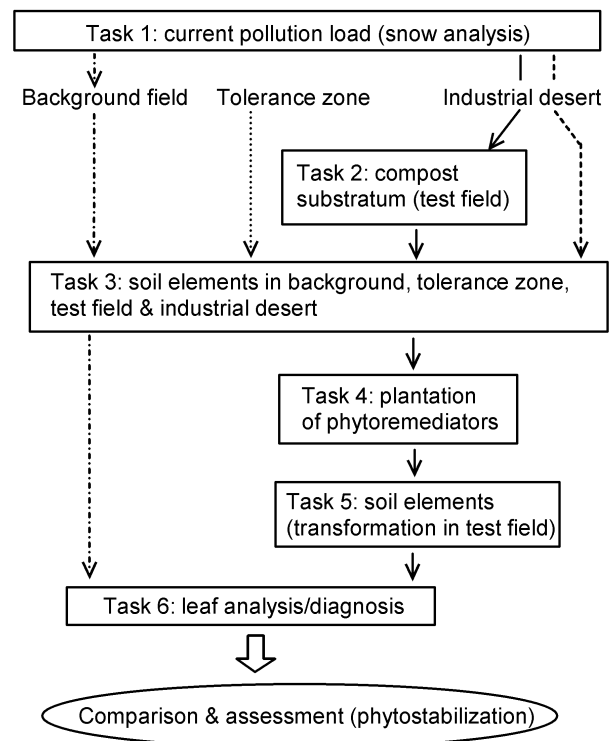 Task 1: current pollution load (snow analysis)
Background field
Tolerance zone
Industrial desert
Task 2: compost
substratum (test field)
Task 3: soil elements in background, tolerance zone,
test field & industrial desert
Task 4: plantation
of phytoremediators
Task 5: soil elements
(transformation in test field)
Task 6: leaf analysis/diagnosis
Comparison & assessment (phytostabilization)